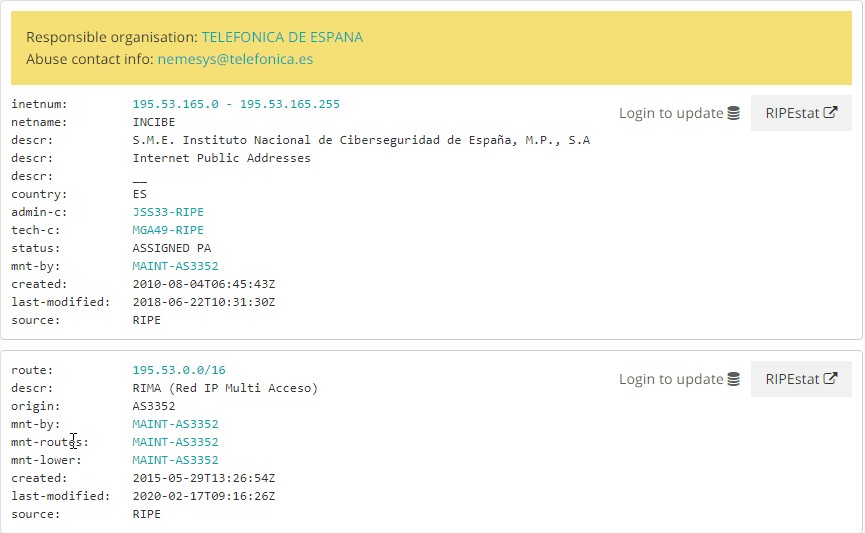 Responsible organisation: TELEFONICA DE ESPANA
Abuse contact info: nemesys@telefonica.es
inetnum: 195.53.165.0 - 195.53.165.255
Login to update RIPEstat
netname: INCIBE
descr: S.M.E. Instituto Nacional de Ciberseguridad de España, M.P., S.A
descr: Internet Public Addresses
descr: __
country: ES
admin-c: JSS33-RIPE
tech-c: MGA49-RIPE
status: ASSIGNED PA
mnt-by: MAINT-AS3352
created: 2010-08-04T06:45:43Z
last-modified: 2018-06-22T10:31:30Z
source: RIPE
route: 195.53.0.0/16
Login to update RIPEstat
descr: RIMA (Red IP Multi Acceso)
origin: AS3352
mnt-by: MAINT-AS3352
mnt-routes: MAINT-AS3352
mnt-lower: MAINT-AS3352
created: 2015-05-29T13:26:54Z
last-modified: 2020-02-17T09:16:26Z
source: RIPE